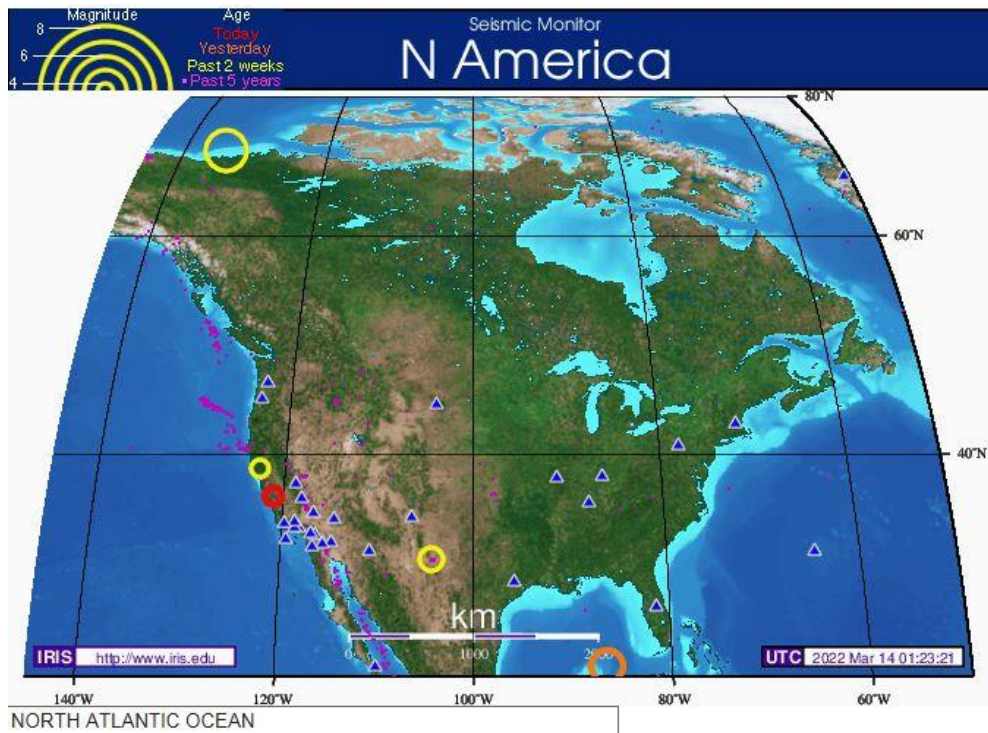 Magnitude
8
6
4
Age
Today
Yesterday
Past 2 weeks
Past 5 years
Seismic Monitor
N America
80°N
60°N
40°N
km
0 1000 2000
IRIS http://www.iris.edu
UTC 2022 Mar 14 01:23:21
140°W 120°W 100°W 80°W 60°W
NORTH ATLANTIC OCEAN